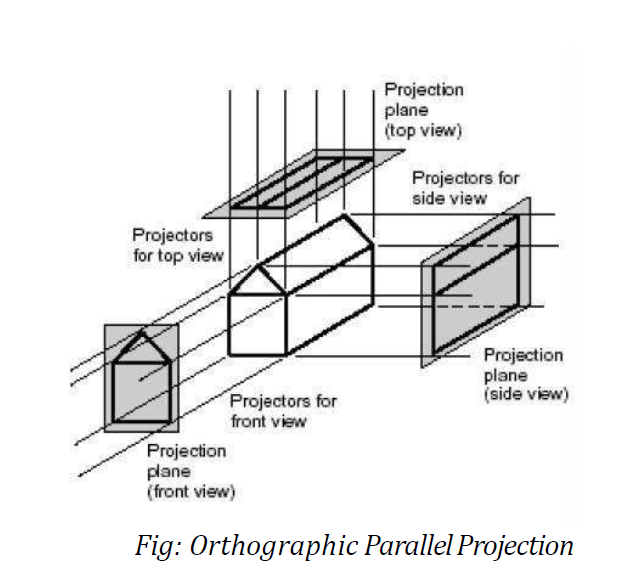 Projection
plane
(top view)
Projectors for
side view
Projectors
for top view
Projection
plane
(side view)
Projectors for
front view
Projection
plane
(front view)
Fig: Orthographic Parallel Projection